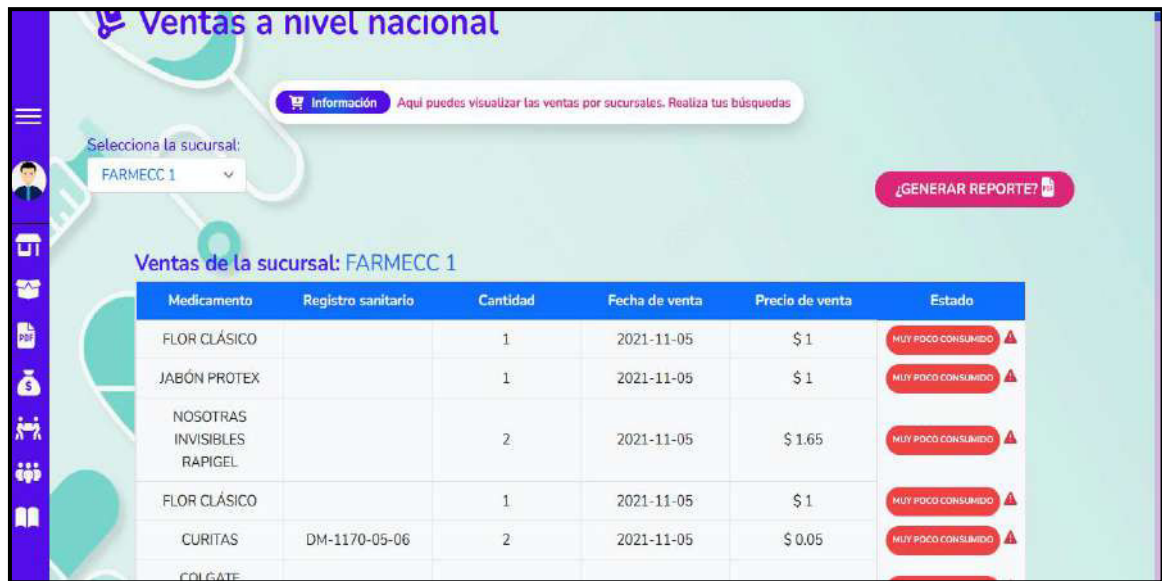 Ventas a nivel nacional
Información Aqui puedes visualizar las ventas por sucursales. Realiza tus búsquedas
Selecciona la sucursal:
FARMECC 1
¿GENERAR REPORTE? PDF
Ventas de la sucursal: FARMECC 1
Medicamento Registro sanitario Cantidad Fecha de venta Precio de venta Estado
FLOR CLÁSICO 1 2021-11-05 $ 1 MUY POCO CONSUMIDO
JABÓN PROTEX 1 2021-11-05 $ 1 MUY POCO CONSUMIDO
NOSOTRAS
INVISIBLES
RAPIGEL
2 2021-11-05 $ 1.65 MUY POCO CONSUMIDO
FLOR CLÁSICO 1 2021-11-05 $ 1 MUY POCO CONSUMIDO
CURITAS DM-1170-05-06 2 2021-11-05 $ 0.05 MUY POCO CONSUMIDO
COLGATE
PDF